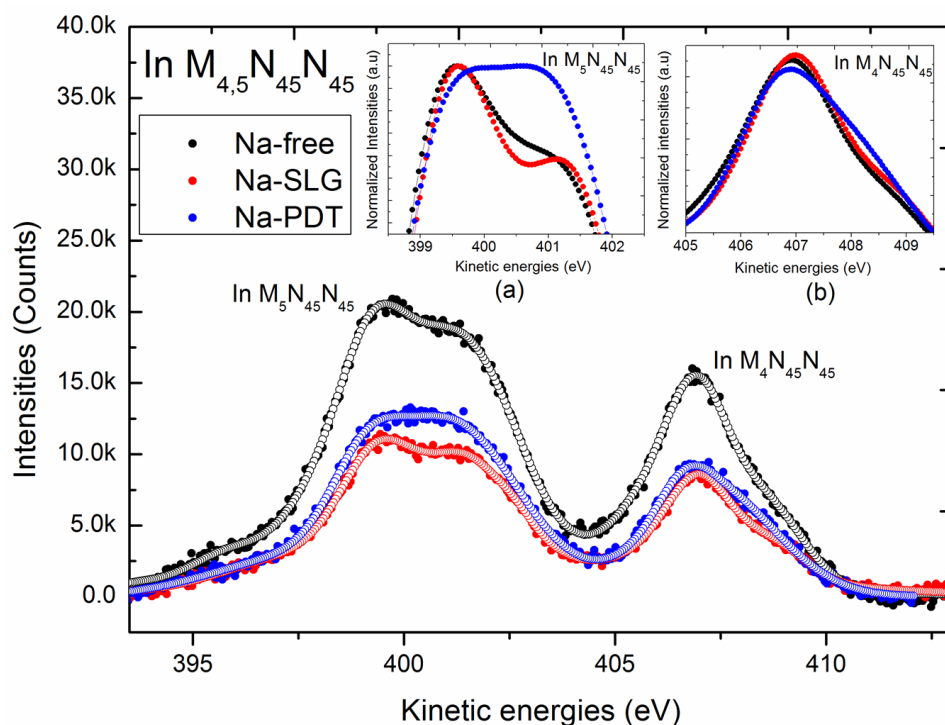 In M4,5N45N45
Na-free
Na-SLG
Na-PDT
40.0k
35.0k
30.0k
25.0k
20.0k
15.0k
10.0k
5.0k
0.0
Intensities (Counts)
395
400
405
410
Kinetic energies (eV)
In M5N45N45
In M4N45N45
Normalized Intensities (a.u)
In M5N45N45
399
400
401
402
Kinetic energies (eV)
(a)
Normalized Intensities (a.u)
In M4N45N45
405
406
407
408
409
Kinetic energies (eV)
(b)